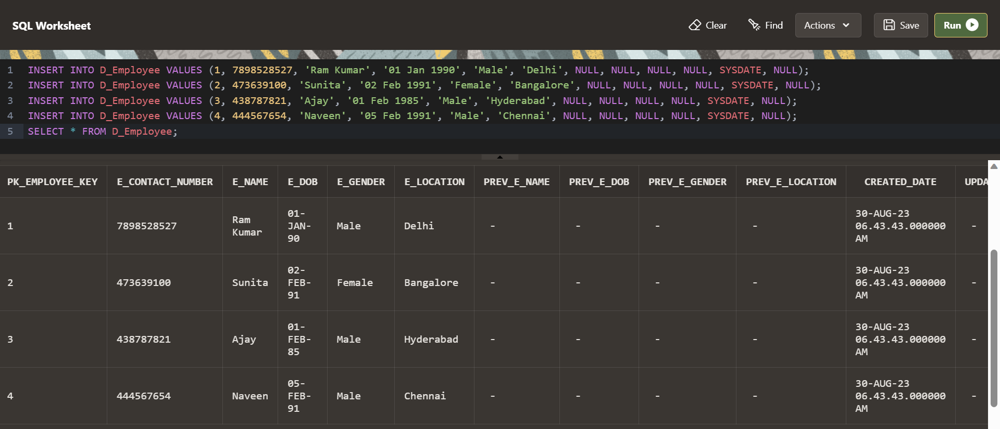 SQL Worksheet Clear Find Actions Save Run
1 INSERT INTO D_Employee VALUES (1, 7898528527, 'Ram Kumar', '01 Jan 1990', 'Male', 'Delhi', NULL, NULL, NULL, NULL, SYSDATE, NULL);
2 INSERT INTO D_Employee VALUES (2, 473639100, 'Sunita', '02 Feb 1991', 'Female', 'Bangalore', NULL, NULL, NULL, NULL, SYSDATE, NULL);
3 INSERT INTO D_Employee VALUES (3, 438787821, 'Ajay', '01 Feb 1985', 'Male', 'Hyderabad', NULL, NULL, NULL, NULL, SYSDATE, NULL);
4 INSERT INTO D_Employee VALUES (4, 444567654, 'Naveen', '05 Feb 1991', 'Male', 'Chennai', NULL, NULL, NULL, NULL, SYSDATE, NULL);
5 SELECT * FROM D_Employee;
PK_EMPLOYEE_KEY E_CONTACT_NUMBER E_NAME E_DOB E_GENDER E_LOCATION PREV_E_NAME PREV_E_DOB PREV_E_GENDER PREV_E_LOCATION CREATED_DATE UPDA
1 7898528527 Ram Kumar 01-JAN-90 Male Delhi - - - - 30-AUG-23 06.43.43.000000 AM -
2 473639100 Sunita 02-FEB-91 Female Bangalore - - - - 30-AUG-23 06.43.43.000000 AM -
3 438787821 Ajay 01-FEB-85 Male Hyderabad - - - - 30-AUG-23 06.43.43.000000 AM -
4 444567654 Naveen 05-FEB-91 Male Chennai - - - - 30-AUG-23 06.43.43.000000 AM -